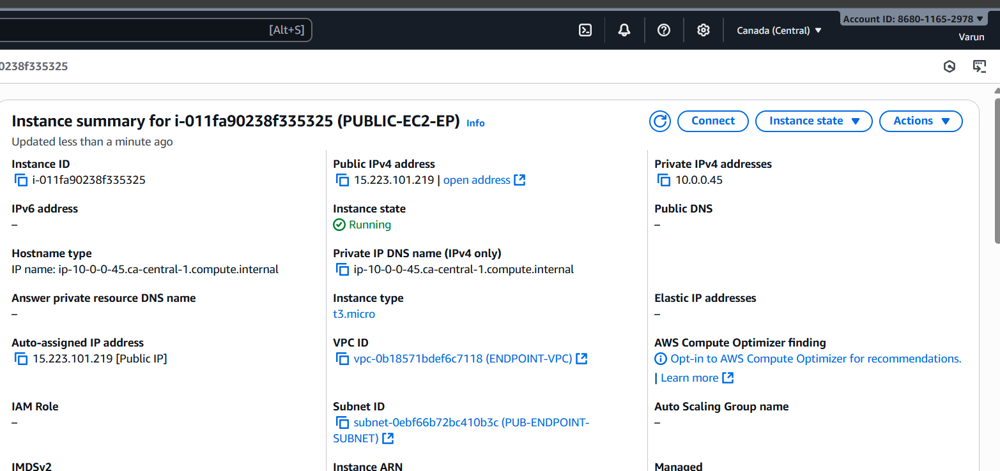 [Alt+S]
Canada (Central)
Account ID: 8680-1165-2978
Varun
0238f335325
Instance summary for i-011fa90238f335325 (PUBLIC-EC2-EP) Info
Connect
Instance state
Actions
Updated less than a minute ago
Instance ID
i-011fa90238f335325
Public IPv4 address
15.223.101.219 | open address
Private IPv4 addresses
10.0.0.45
IPv6 address
–
Instance state
Running
Public DNS
–
Hostname type
IP name: ip-10-0-0-45.ca-central-1.compute.internal
Private IP DNS name (IPv4 only)
ip-10-0-0-45.ca-central-1.compute.internal
Answer private resource DNS name
–
Instance type
t3.micro
Elastic IP addresses
–
Auto-assigned IP address
15.223.101.219 [Public IP]
VPC ID
vpc-0b18571bdef6c7118 (ENDPOINT-VPC)
AWS Compute Optimizer finding
Opt-in to AWS Compute Optimizer for recommendations.
| Learn more
IAM Role
–
Subnet ID
subnet-0ebf66b72bc410b3c (PUB-ENDPOINT-
SUBNET)
Auto Scaling Group name
–
IMDSv2
Instance ARN
Managed